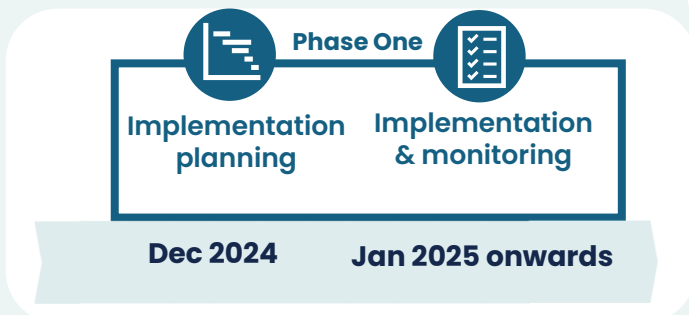 Phase One
Implementation
planning
Implementation
& monitoring
Dec 2024
Jan 2025 onwards